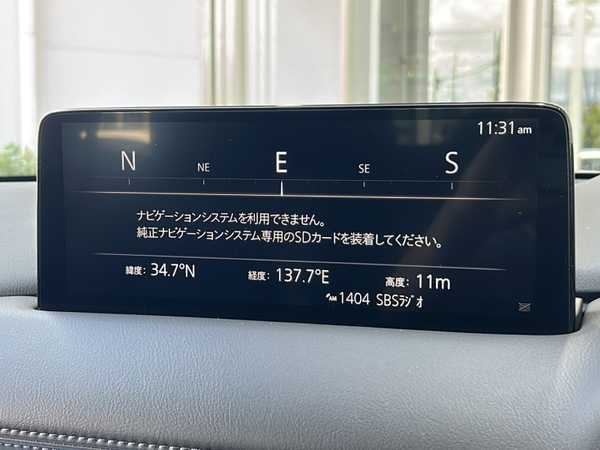 11:31am
N NE E SE S
ナビゲーションシステムを利用できません。
純正ナビゲーションシステム専用のSDカードを装着してください。
緯度: 34.7°N 経度: 137.7°E 高度: 11m
AM 1404 SBSラジオ